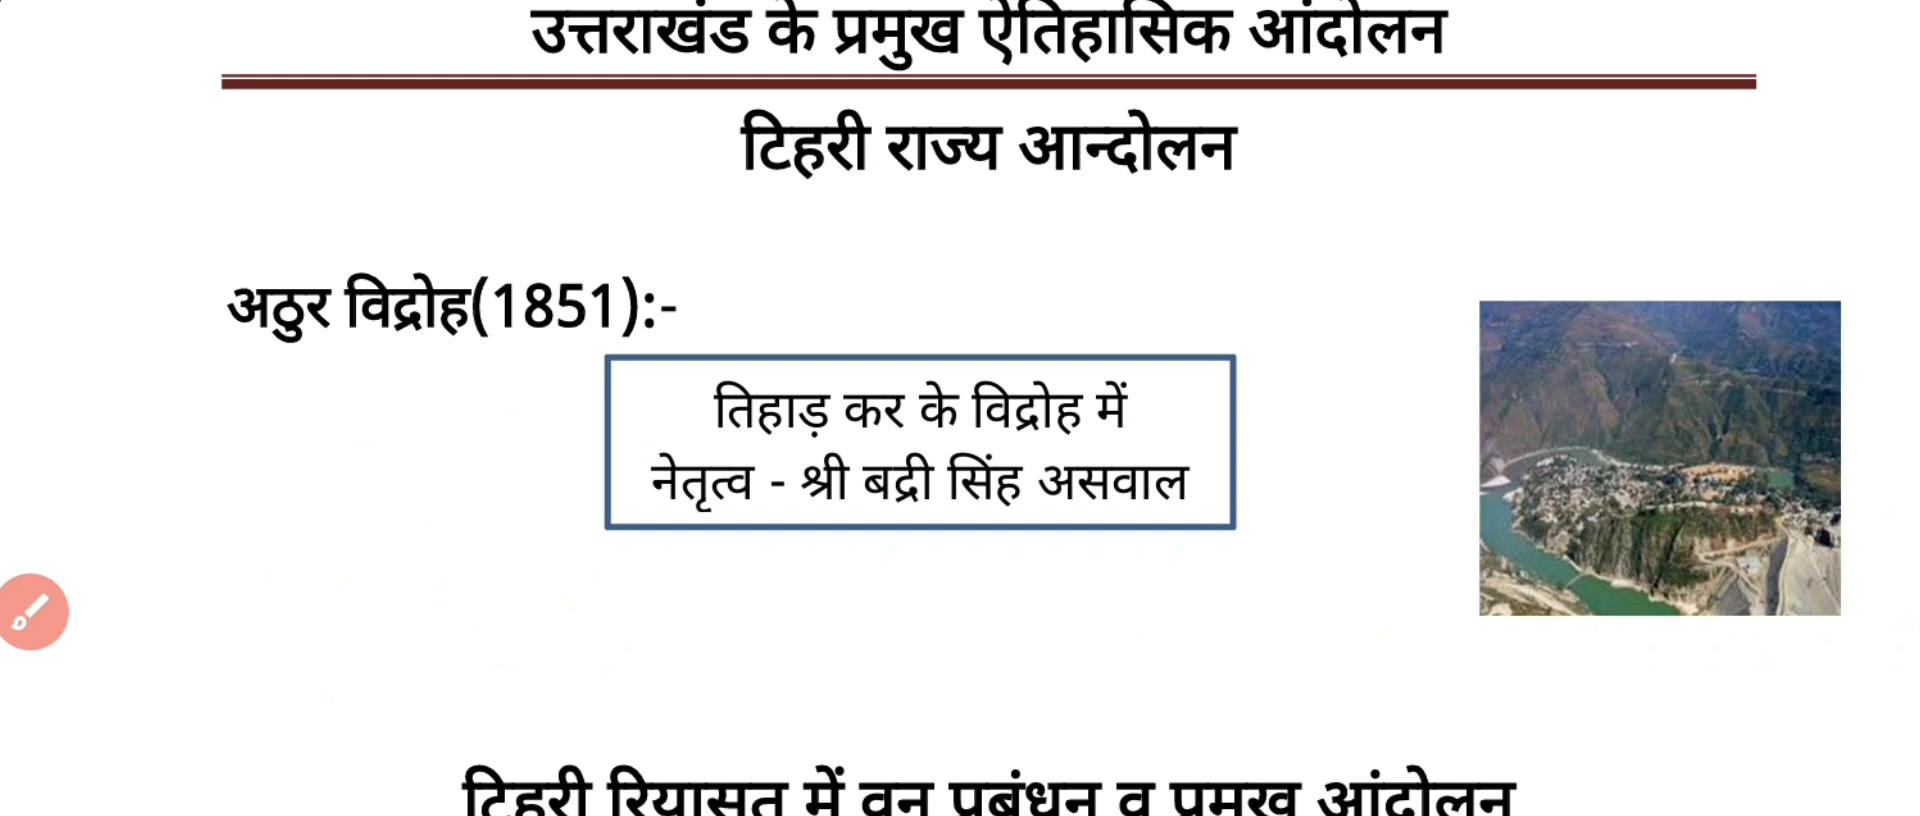 उत्तराखंड के प्रमुख ऐतिहासिक आंदोलन
टिहरी राज्य आन्दोलन
अठुर विद्रोह(1851):-
तिहाड़ कर के विद्रोह में
नेतृत्व - श्री बद्री सिंह असवाल
टिहरी रियासत में वन प्रबंधन व प्रमुख आंदोलन